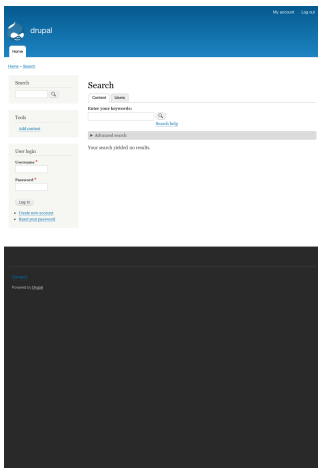 My account Log out
drupal
Home
Home » Search
Search
Tools
Add content
User login
Username *
Password *
Log in
Create new account
Reset your password
Search
Content Users
Enter your keywords:
Search help
► Advanced search
Your search yielded no results.
Contact
Powered by Drupal